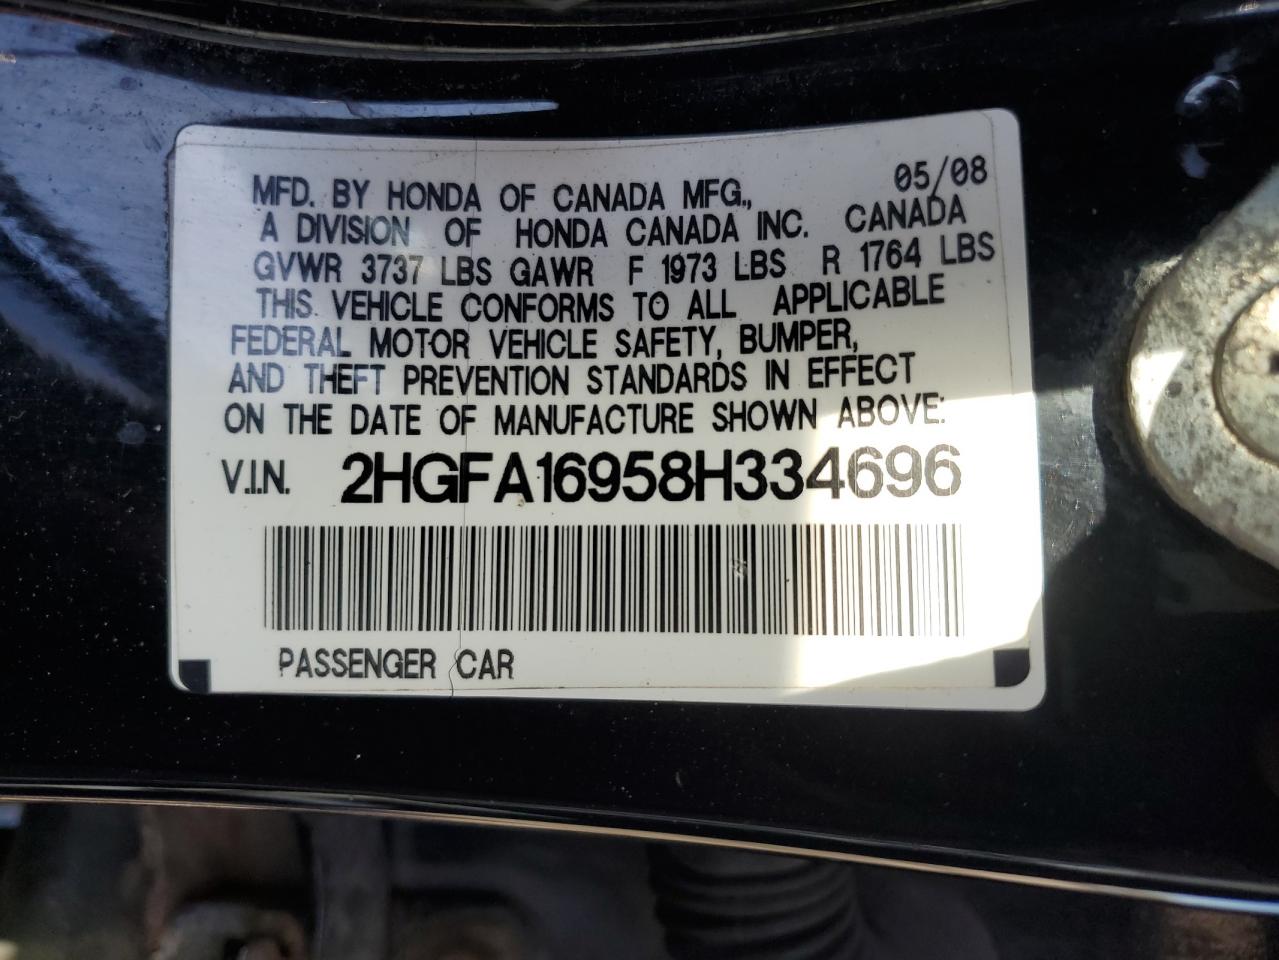 05/08
MFD. BY HONDA OF CANADA MFG.,
A DIVISION OF HONDA CANADA INC. CANADA
GVWR 3737 LBS GAWR F 1973 LBS R 1764 LBS
THIS VEHICLE CONFORMS TO ALL APPLICABLE
FEDERAL MOTOR VEHICLE SAFETY, BUMPER,
AND THEFT PREVENTION STANDARDS IN EFFECT
ON THE DATE OF MANUFACTURE SHOWN ABOVE:
V.I.N. 2HGFA16958H334696
PASSENGER CAR